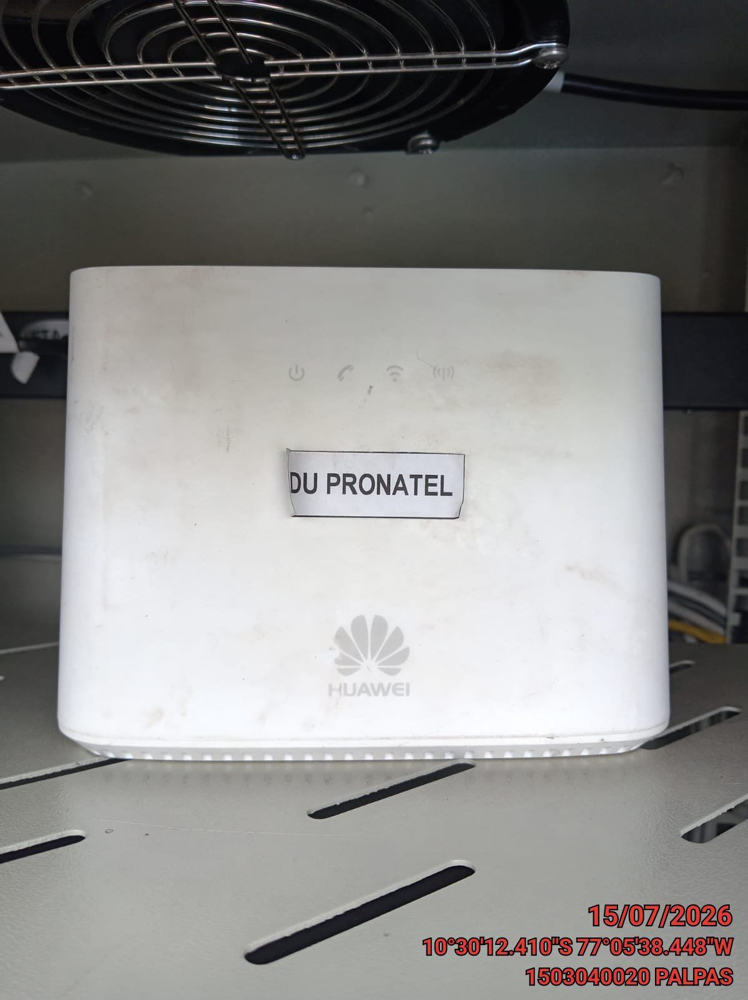 DU PRONATEL
HUAWEI
15/07/2026
10°30'12.410"S 77°05'38.448"W
1503040020 PALPAS